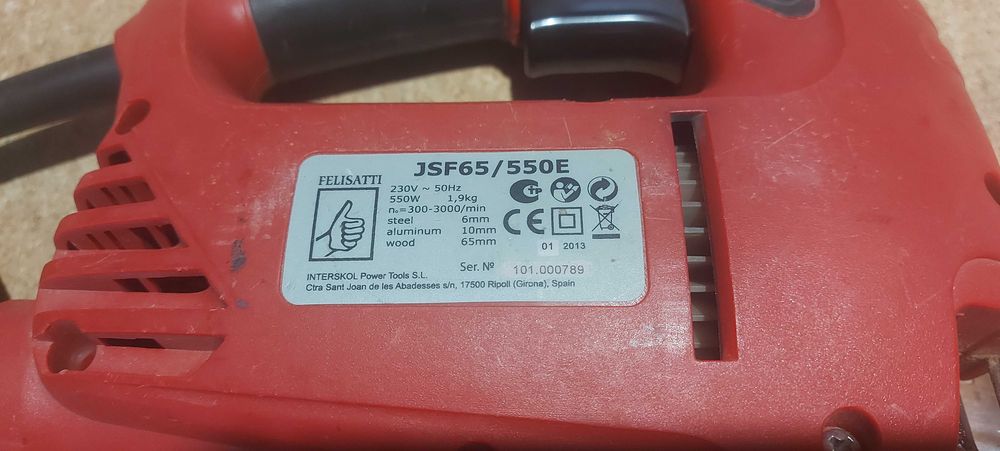 JSF65/550E
FELISATTI
230V ~ 50Hz
550W 1,9kg
n₀=300-3000/min
steel 6mm
aluminum 10mm
wood 65mm
CE
01 2013
Ser. № 101.000789
INTERSKOL Power Tools S.L.
Ctra Sant Joan de les Abadesses s/n, 17500 Ripoll (Girona), Spain